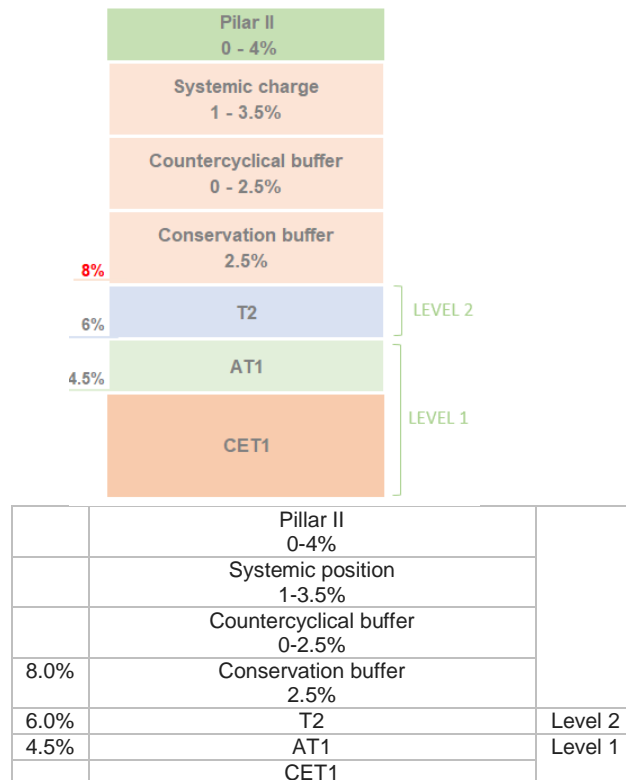 Pilar II
0 - 4%
Systemic charge
1 - 3.5%
Countercyclical buffer
0 - 2.5%
Conservation buffer
2.5%
8%
T2
LEVEL 2
6%
AT1
4.5%
LEVEL 1
CET1
Pillar II
0-4%
Systemic position
1-3.5%
Countercyclical buffer
0-2.5%
8.0% Conservation buffer
2.5%
6.0% T2 Level 2
4.5% AT1 Level 1
CET1